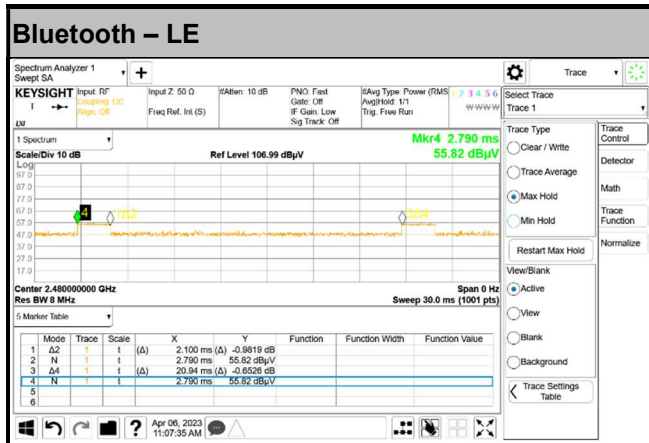 Bluetooth – LE
Spectrum Analyzer 1
Swept SA
Trace
KEYSIGHT
Input: RF
Coupling: DC
Align: Off
Input Z: 50 Ω
Freq Ref: Int (S)
#Atten: 10 dB
PNO: Fast
Gate: Off
IF Gain: Low
Sig Track: Off
#Avg Type: Power (RMS
Avg|Hold: 1/1
Trig: Free Run
1 2 3 4 5 6
W W W W W
Select Trace
Trace 1
LXI
1 Spectrum
Scale/Div 10 dB
Ref Level 106.99 dBµV
Mkr4 2.790 ms
55.82 dBµV
Log
97.0
87.0
77.0
67.0
57.0
47.0
37.0
27.0
17.0
4
1Δ2
3Δ4
Center 2.480000000 GHz
Res BW 8 MHz
Span 0 Hz
Sweep 30.0 ms (1001 pts)
5 Marker Table
Mode Trace Scale X Y Function Function Width Function Value
1 Δ2 1 t (Δ) 2.100 ms (Δ) -0.9819 dB
2 N 1 t 2.790 ms 55.82 dBµV
3 Δ4 1 t (Δ) 20.94 ms (Δ) -0.6526 dB
4 N 1 t 2.790 ms 55.82 dBµV
5
6
Trace Type
Clear / Write
Trace Average
Max Hold
Min Hold
Restart Max Hold
View/Blank
Active
View
Blank
Background
Trace Settings
Table
Trace
Control
Detector
Math
Trace
Function
Normalize
?
Apr 06, 2023
11:07:35 AM